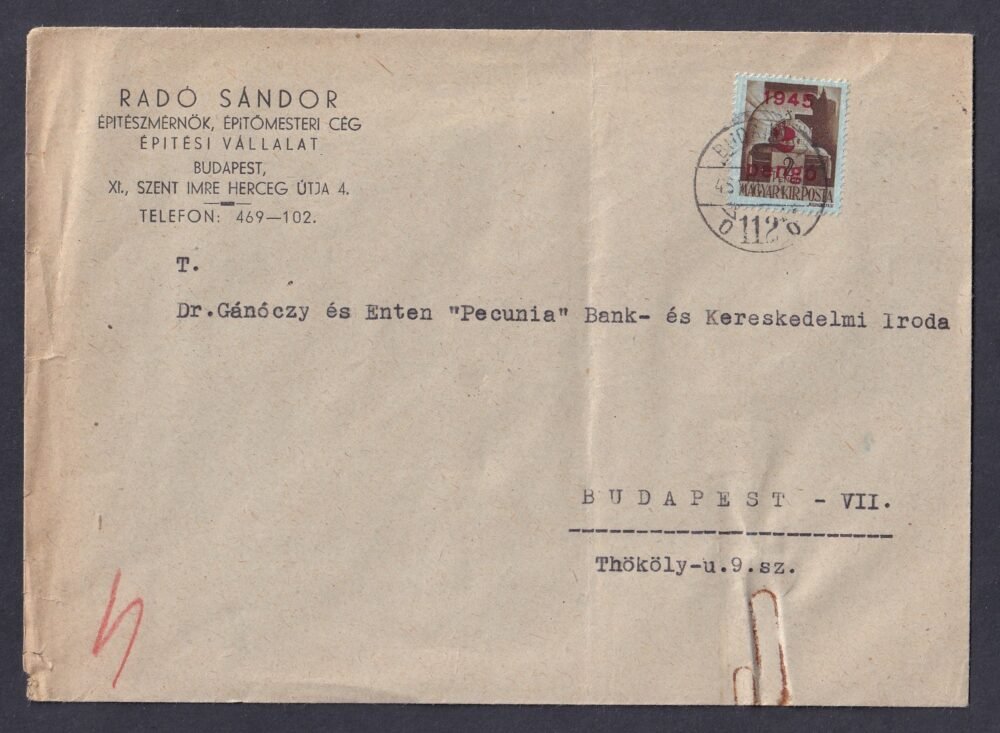 RADÓ SÁNDOR
ÉPITÉSZMÉRNÖK, ÉPITŐMESTERI CÉG
ÉPITÉSI VÁLLALAT
BUDAPEST,
XI., SZENT IMRE HERCEG ÚTJA 4.
TELEFON: 469—102.
1945
pengő
MAGYAR KIR. POSTA
112
T.
Dr.Gánóczy és Enten "Pecunia" Bank- és Kereskedelmi Iroda
BUDAPEST - VII.
Thököly-u.9.sz.